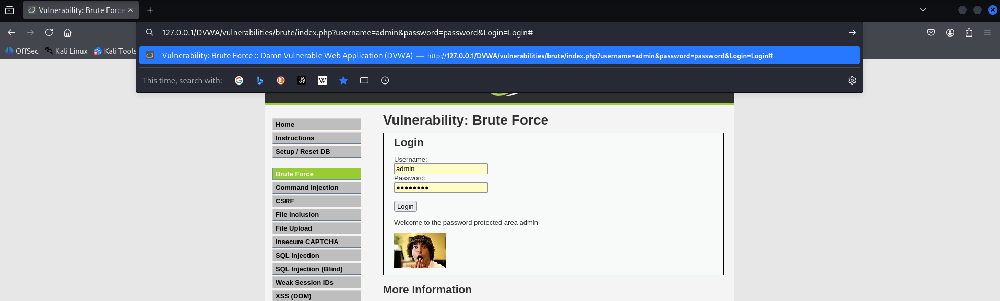 Vulnerability: Brute Force
127.0.0.1/DVWA/vulnerabilities/brute/index.php?username=admin&password=password&Login=Login#
OffSec Kali Linux Kali Tools
Vulnerability: Brute Force :: Damn Vulnerable Web Application (DVWA) — http://127.0.0.1/DVWA/vulnerabilities/brute/index.php?username=admin&password=password&Login=Login#
This time, search with:
Home
Instructions
Setup / Reset DB
Brute Force
Command Injection
CSRF
File Inclusion
File Upload
Insecure CAPTCHA
SQL Injection
SQL Injection (Blind)
Weak Session IDs
XSS (DOM)
Vulnerability: Brute Force
Login
Username:
admin
Password:
●●●●●●●●
Login
Welcome to the password protected area admin
More Information